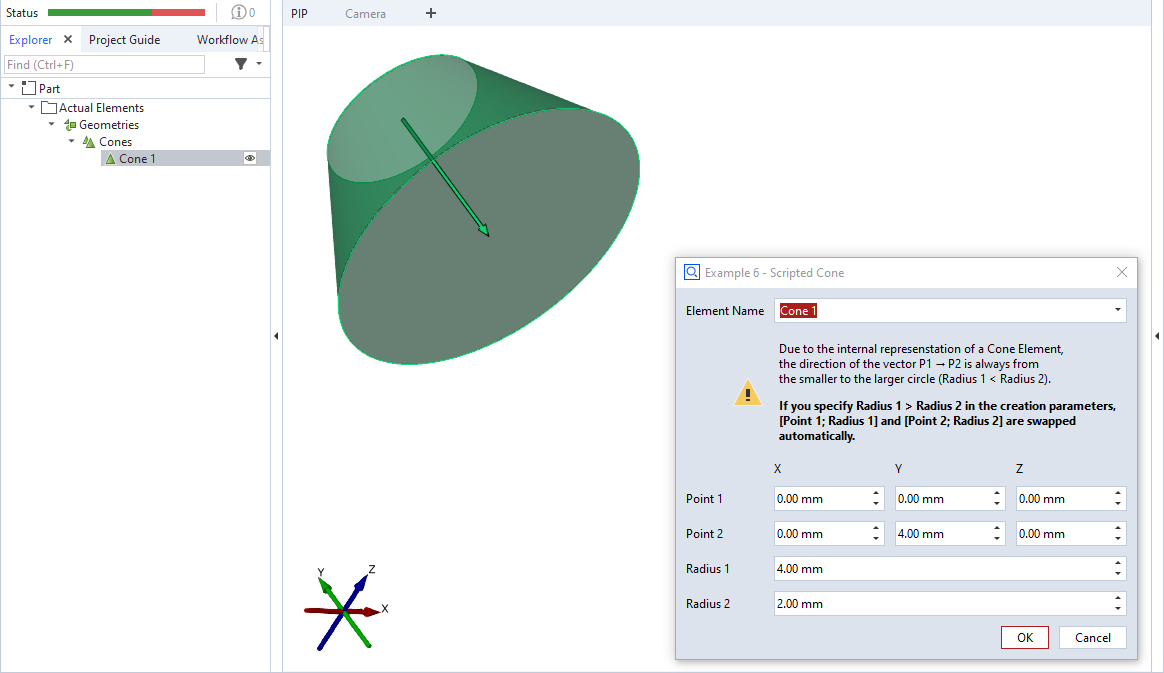 Status
0
Explorer
Project Guide
Workflow As
Find (Ctrl+F)
Part
Actual Elements
Geometries
Cones
Cone 1
PIP
Camera
Y
Z
X
Example 6 - Scripted Cone
Element Name
Cone 1
Due to the internal represenstation of a Cone Element,
the direction of the vector P1 → P2 is always from
the smaller to the larger circle (Radius 1 < Radius 2).
If you specify Radius 1 > Radius 2 in the creation parameters,
[Point 1; Radius 1] and [Point 2; Radius 2] are swapped
automatically.
X Y Z
Point 1 0.00 mm 0.00 mm 0.00 mm
Point 2 0.00 mm 4.00 mm 0.00 mm
Radius 1 4.00 mm
Radius 2 2.00 mm
OK Cancel